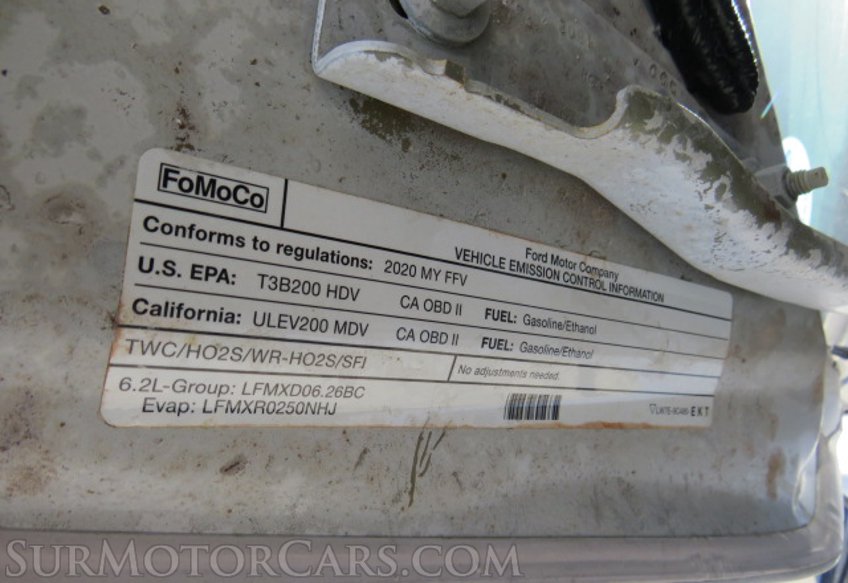 FoMoCo
Ford Motor Company
VEHICLE EMISSION CONTROL INFORMATION
Conforms to regulations: 2020 MY FFV
U.S. EPA: T3B200 HDV CA OBD II FUEL: Gasoline/Ethanol
California: ULEV200 MDV CA OBD II FUEL: Gasoline/Ethanol
TWC/HO2S/WR-HO2S/SFI No adjustments needed.
6.2L-Group: LFMXD06.26BC
Evap: LFMXR0250NHJ
EKT
SurMotorCars.com